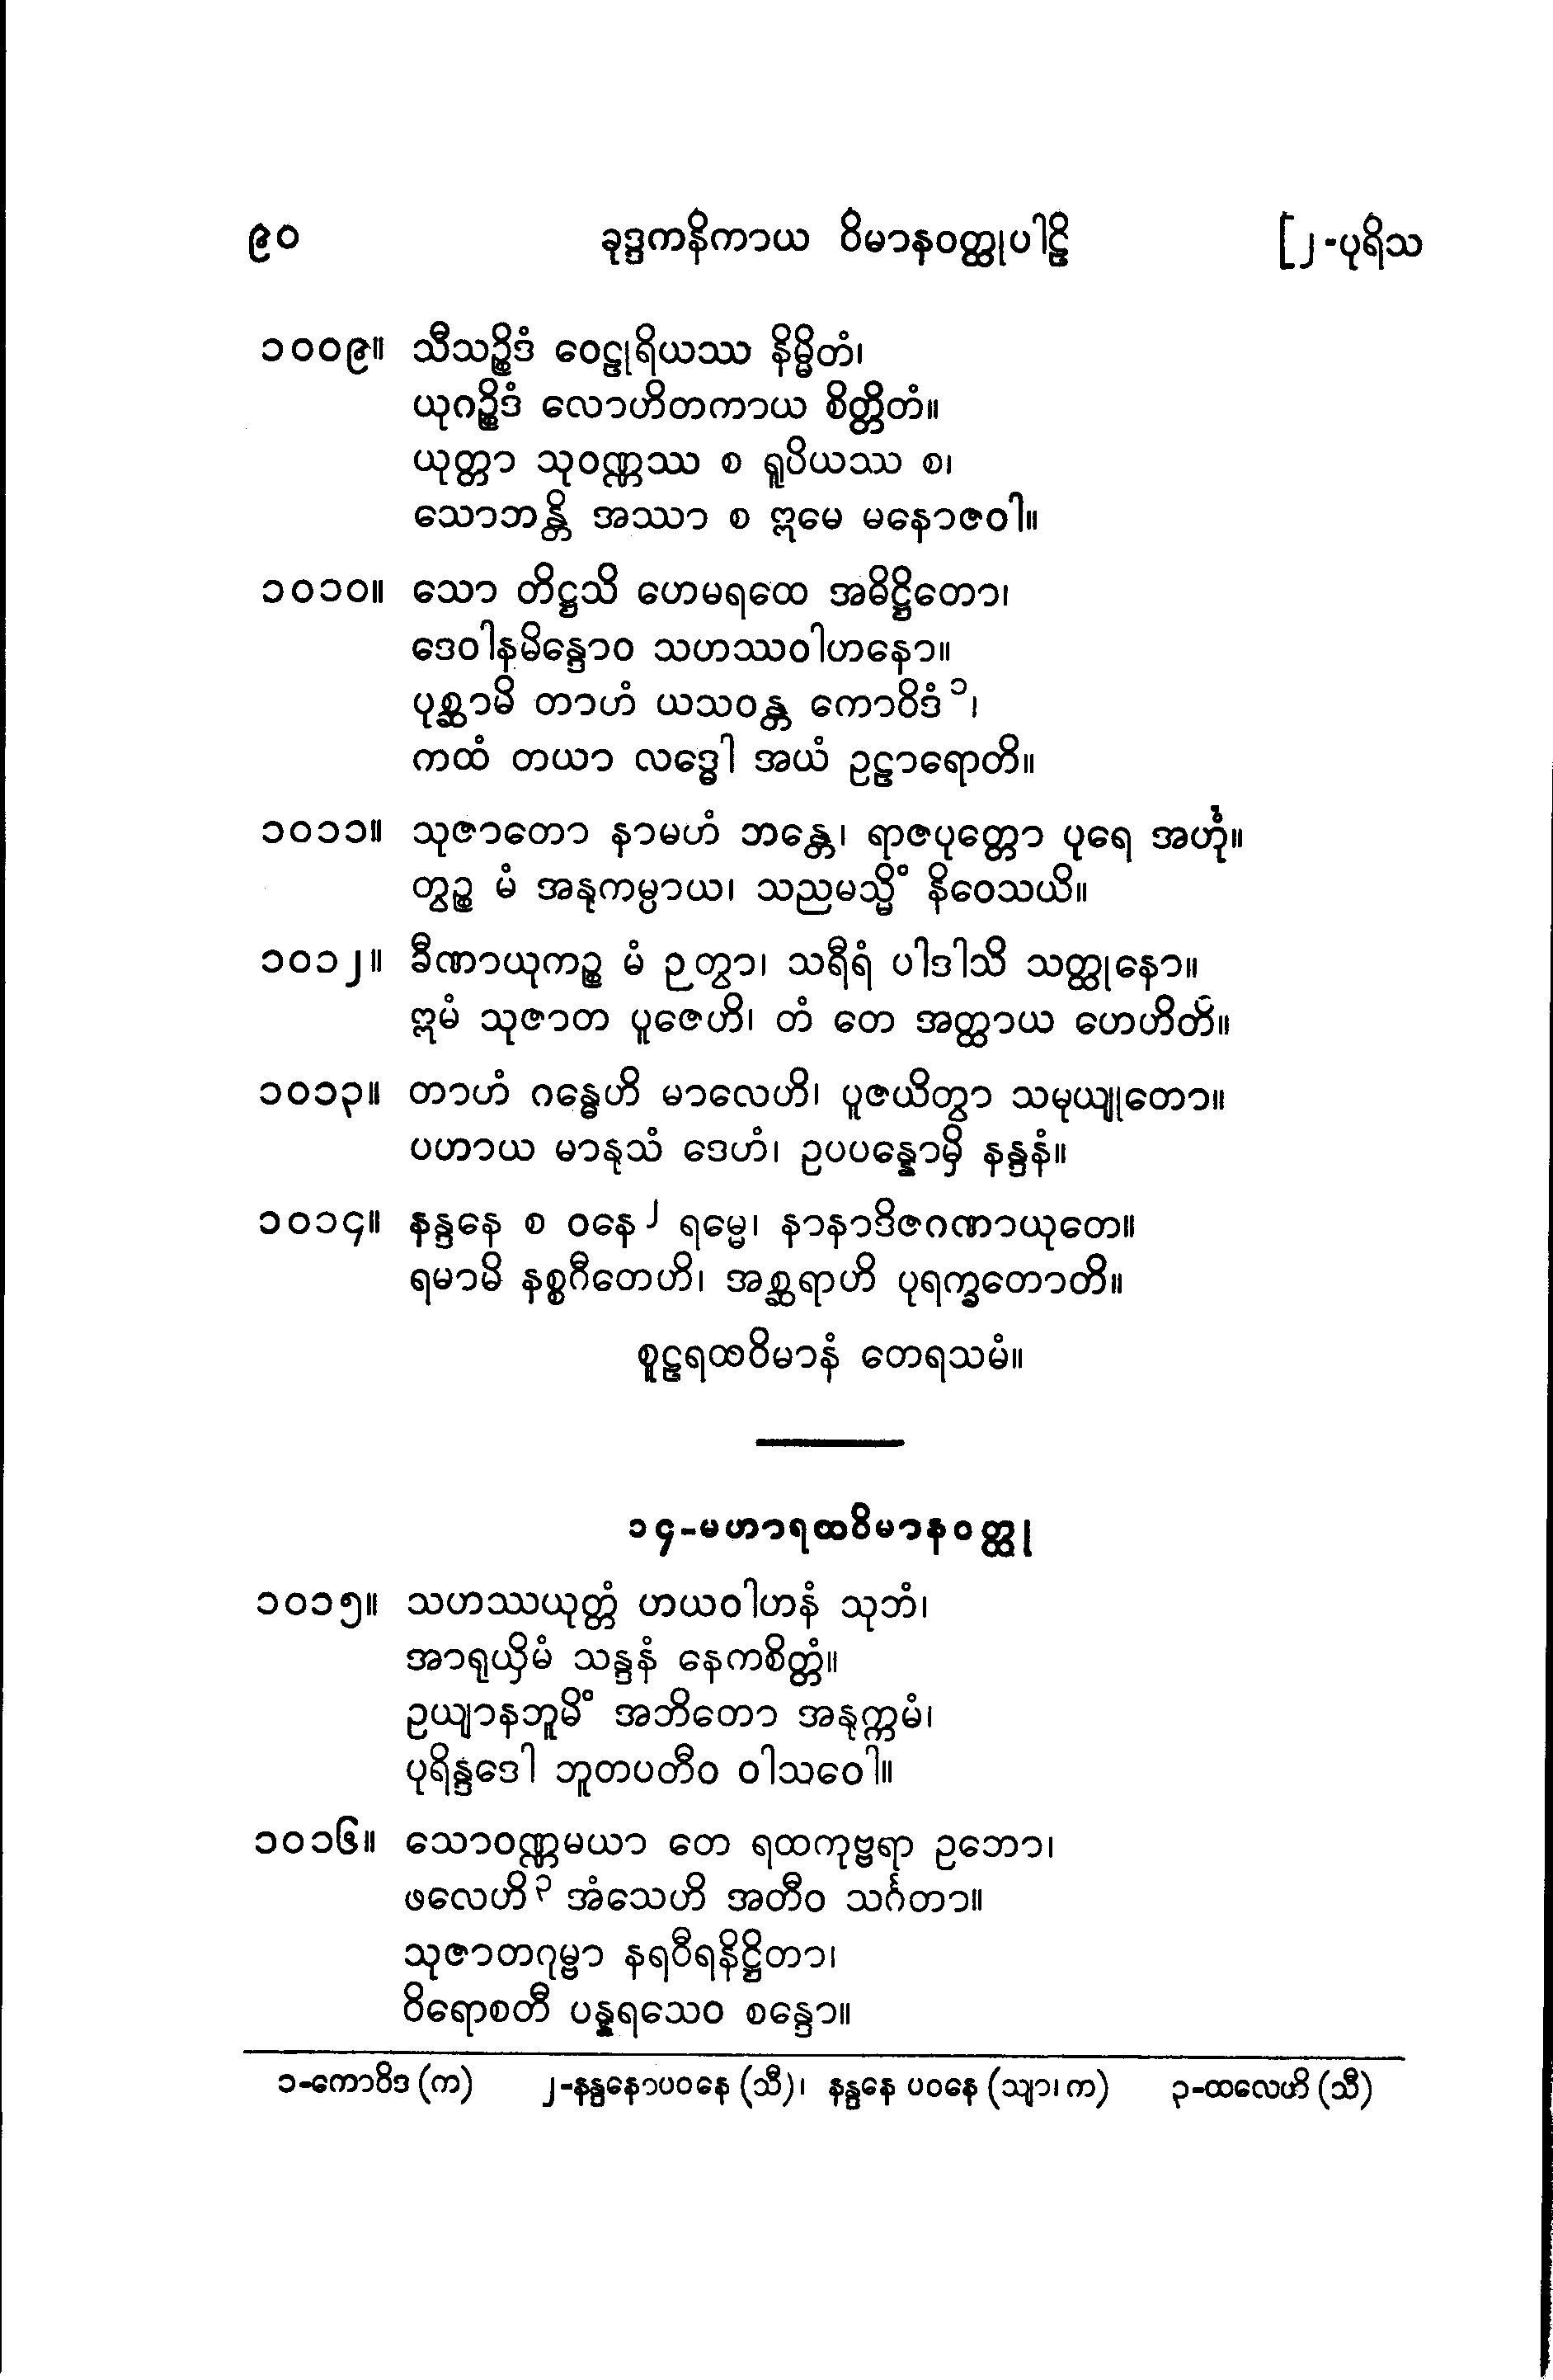 ၉၀ ခုဒ္ဒကနိကာယ ဝိမာနဝတ္ထုပါဠိ [၂-ပုရိသ
၁၀၀၉။ သီသဉ္စိဒံ ဝေဠုရိယဿ နိမ္မိတံ၊
ယုဂဉ္စိဒံ လောဟိတကာယ စိတ္တိတံ။
ယုတ္တာ သုဝဏ္ဏဿ စ ရူပိယဿ စ၊
သောဘန္တိ အဿာ စ ဣမေ မနောဇဝါ။
၁၀၁၀။ သော တိဋ္ဌသိ ဟေမရထေ အဓိဋ္ဌိတော၊
ဒေဝါနမိန္ဒောဝ သဟဿဝါဟနော။
ပုစ္ဆာမိ တာဟံ ယသဝန္တ ကောဝိဒံ ၁၊
ကထံ တယာ လဒ္ဓေါ အယံ ဥဠာရောတိ။
၁၀၁၁။ သုဇာတော နာမဟံ ဘန္တေ၊ ရာဇပုတ္တော ပုရေ အဟုံ။
တွဉ္စ မံ အနုကမ္ပာယ၊ သညမသ္မိံ နိဝေသယိ။
၁၀၁၂။ ခီဏာယုကဉ္စ မံ ဉတွာ၊ သရီရံ ပါဒါသိ သတ္ထုနော။
ဣမံ သုဇာတ ပူဇေဟိ၊ တံ တေ အတ္ထာယ ဟေဟိတိ။
၁၀၁၃။ တာဟံ ဂန္ဓေဟိ မာလေဟိ၊ ပူဇယိတွာ သမုယျုတော။
ပဟာယ မာနုသံ ဒေဟံ၊ ဥပပန္နောမှိ နန္ဒနံ။
၁၀၁၄။ နန္ဒနေ စ ဝနေ ၂ ရမ္မေ၊ နာနာဒိဇဂဏာယုတေ။
ရမာမိ နစ္စဂီတေဟိ၊ အစ္ဆရာဟိ ပုရက္ခတောတိ။
စူဠရထဝိမာနံ တေရသမံ။
၁၄-မဟာရထဝိမာနဝတ္ထု
၁၀၁၅။ သဟဿယုတ္တံ ဟယဝါဟနံ သုဘံ၊
အာရုယှိမံ သန္ဒနံ နေကစိတ္တံ။
ဥယျာနဘူမိံ အဘိတော အနုက္ကမံ၊
ပုရိန္ဒဒေါ ဘူတပတီဝ ဝါသဝေါ။
၁၀၁၆။ သောဝဏ္ဏမယာ တေ ရထကုဗ္ဗရာ ဥဘော၊
ဖလေဟိ ၃ အံသေဟိ အတီဝ သင်္ဂတာ။
သုဇာတဂုမ္ဗာ နရဝီရနိဋ္ဌိတာ၊
ဝိရောစတီ ပန္နရသေဝ စန္ဒော။
၁-ကောဝိဒ (က) ၂-နန္ဒနောပဝနေ (သီ)၊ နန္ဒနေ ပဝနေ (သျာ၊ က) ၃-ထလေဟိ (သီ)